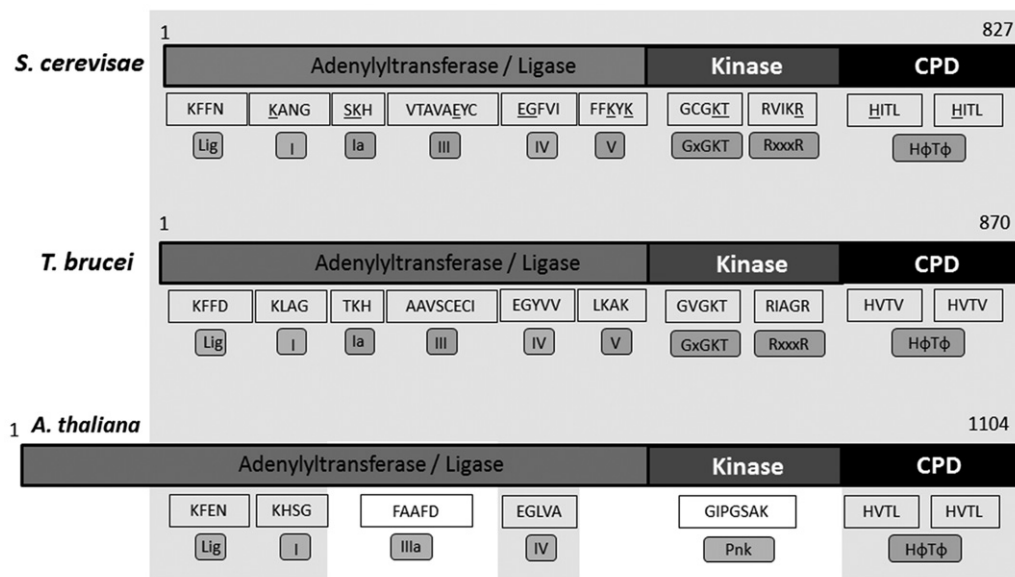 1 827
S. cerevisae Adenylyltransferase / Ligase Kinase CPD
KFFN KANG SKH VTAVAEYC EGFVI FFKYK GCGKT RVIKR HITL HITL
Lig I Ia III IV V GxGKT RxxxR HϕTϕ
1 870
T. brucei Adenylyltransferase / Ligase Kinase CPD
KFFD KLAG TKH AAVSCECI EGYVV LKAK GVGKT RIAGR HVTV HVTV
Lig I Ia III IV V GxGKT RxxxR HϕTϕ
1 A. thaliana 1104
Adenylyltransferase / Ligase Kinase CPD
KFEN KHSG FAAFD EGLVA GIPGSAK HVTL HVTL
Lig I IIIa IV Pnk HϕTϕ